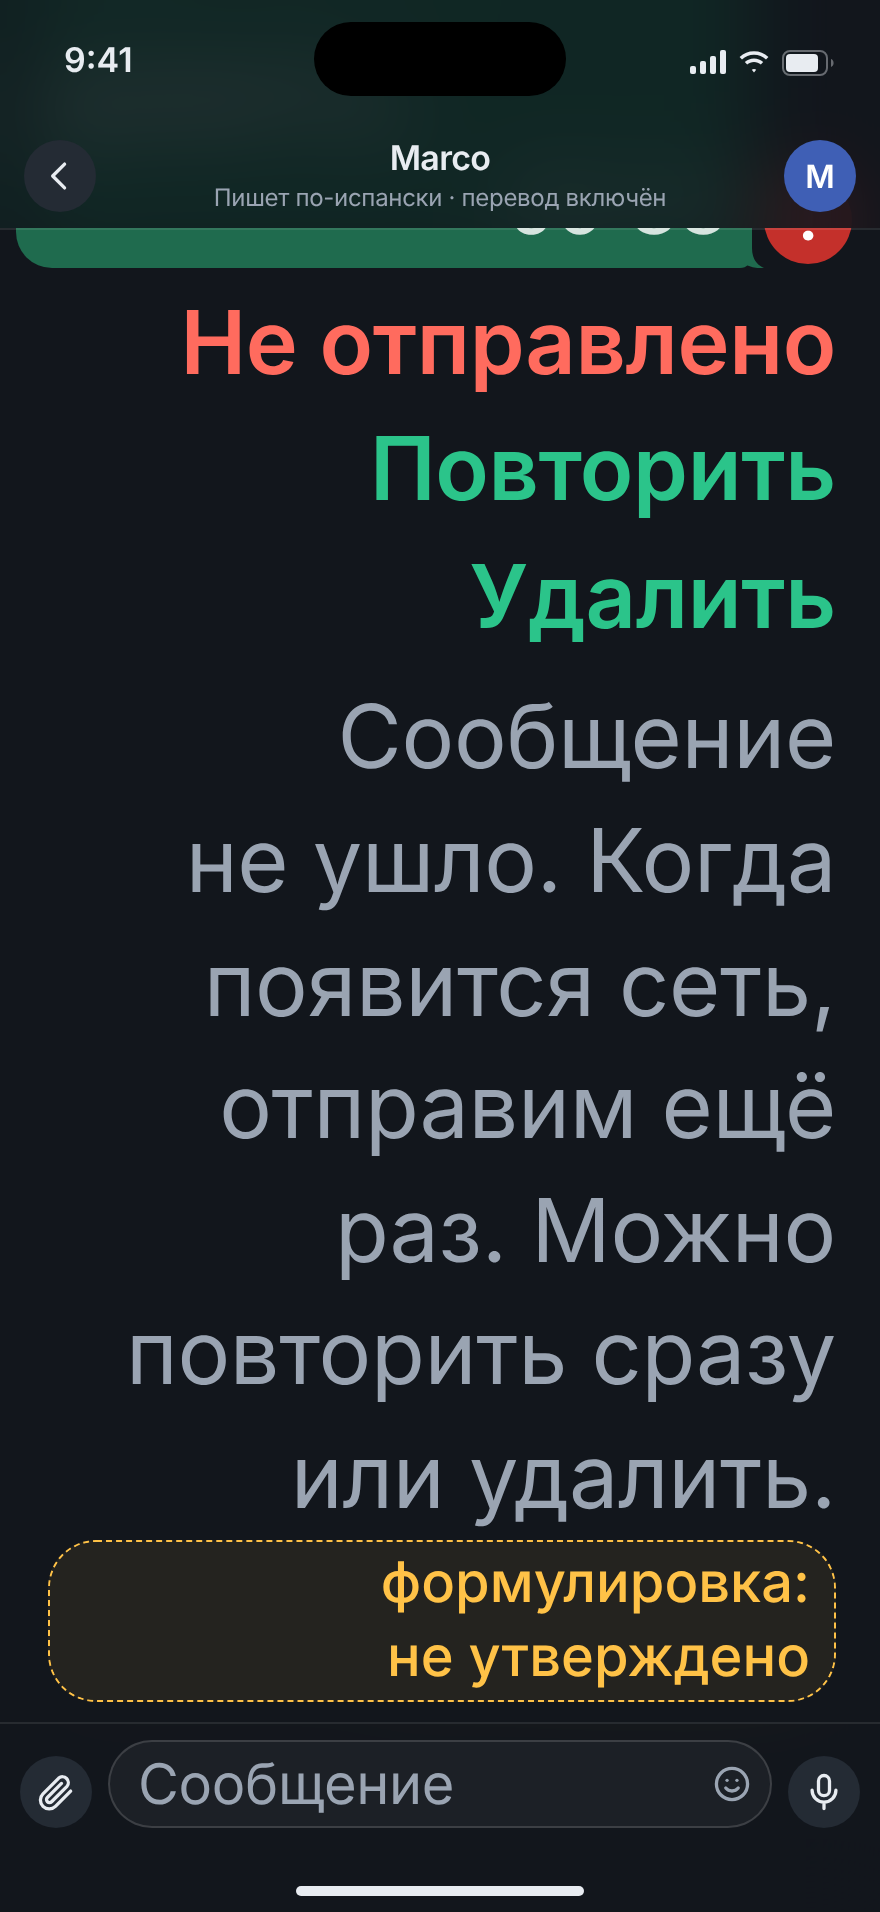 9:41
Marco
Пишет по-испански · перевод включён
M
Не отправлено
Повторить
Удалить
Сообщение
не ушло. Когда
появится сеть,
отправим ещё
раз. Можно
повторить сразу
или удалить.
формулировка:
не утверждено
Сообщение